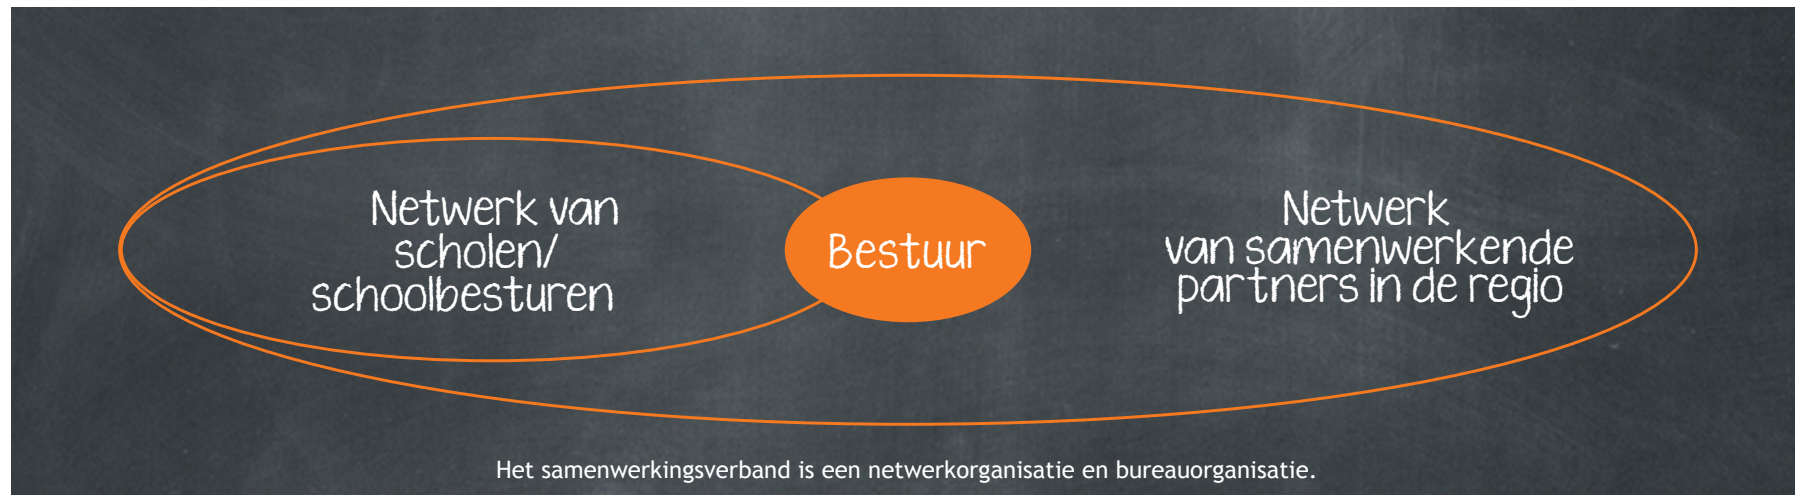 Netwerk van
scholen/
schoolbesturen
Bestuur
Netwerk
van samenwerkende
partners in de regio
Het samenwerkingsverband is een netwerkorganisatie en bureauorganisatie.